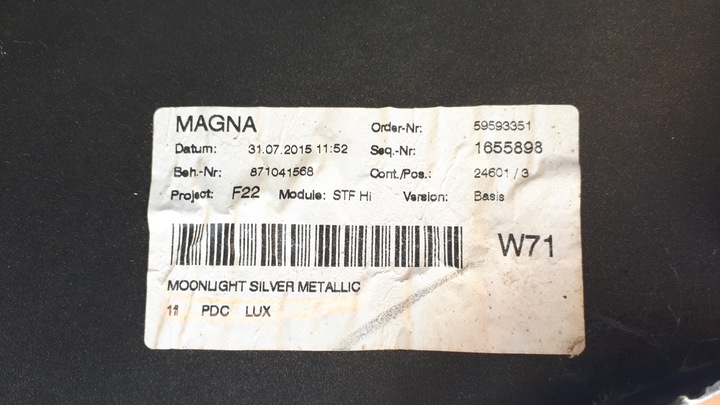 MAGNA Order-Nr: 59593351
Datum: 31.07.2015 11:52 Seq.-Nr: 1655898
Beh.-Nr: 871041568 Cont./Pos.: 24601 / 3
Project: F22 Module: STF Hi Version: Basis
W71
MOONLIGHT SILVER METALLIC
11 PDC LUX